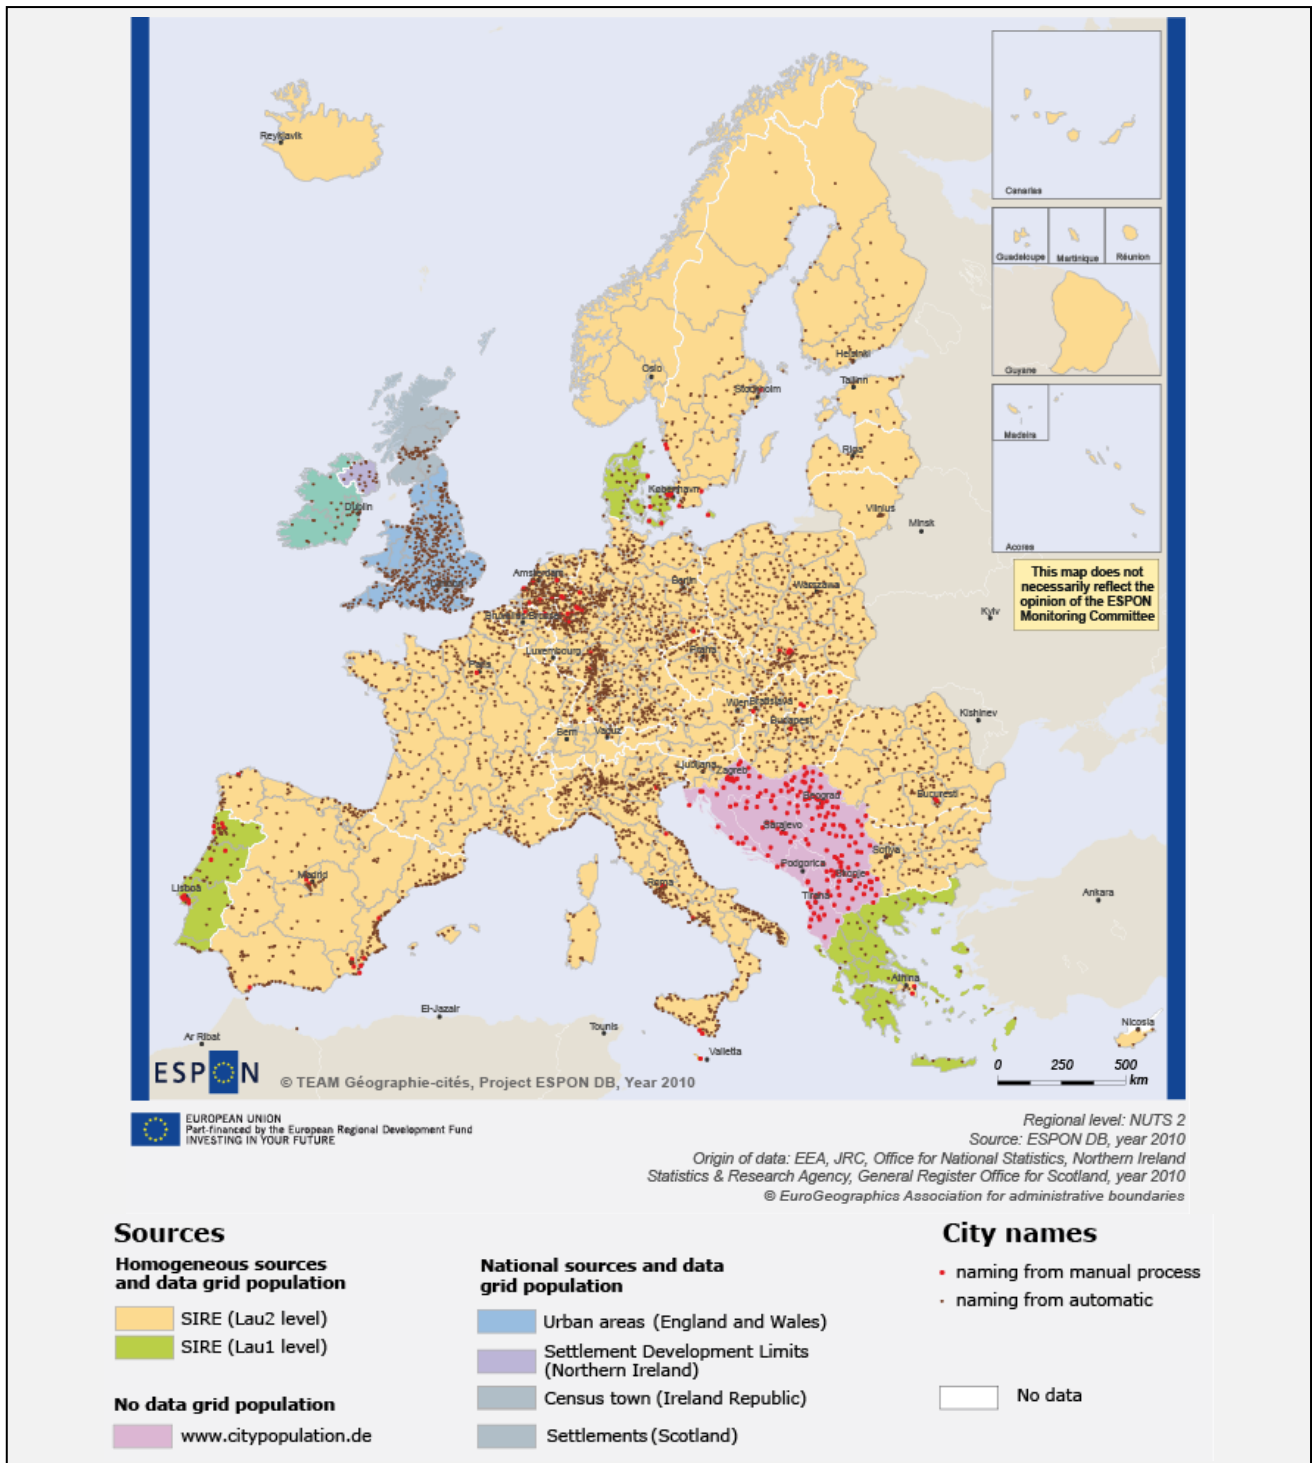 Reykjavik
Canaries
Guadeloupe
Martinique
Réunion
Guyane
Madeira
Acores
Oslo
Helsinki
Stockholm
Tallinn
Riga
Dublin
København
Vilnius
Minsk
This map does not
necessarily reflect the
opinion of the ESPON
Monitoring Committee
Amsterdam
Berlin
Warszawa
Kyiv
Luxembourg
Praha
Paris
Wien
Bratislava
Budapest
Kishinev
Bern
Vaduz
Ljubljana
Zagreb
Beograd
Bucuresti
Sarajevo
Sofiya
Podgorica
Skopje
Madrid
Lisboa
Roma
Tirana
Ankara
Athina
El-Jazair
Tounis
Ar Ribat
Valletta
Nicosia
0 250 500
km
ESPON
© TEAM Géographie-cités, Project ESPON DB, Year 2010
EUROPEAN UNION
Part-financed by the European Regional Development Fund
INVESTING IN YOUR FUTURE
Regional level: NUTS 2
Source: ESPON DB, year 2010
Origin of data: EEA, JRC, Office for National Statistics, Northern Ireland
Statistics & Research Agency, General Register Office for Scotland, year 2010
© EuroGeographics Association for administrative boundaries
Sources
Homogeneous sources
and data grid population
SIRE (Lau2 level)
SIRE (Lau1 level)
No data grid population
www.citypopulation.de
National sources and data
grid population
Urban areas (England and Wales)
Settlement Development Limits
(Northern Ireland)
Census town (Ireland Republic)
Settlements (Scotland)
City names
naming from manual process
naming from automatic
No data